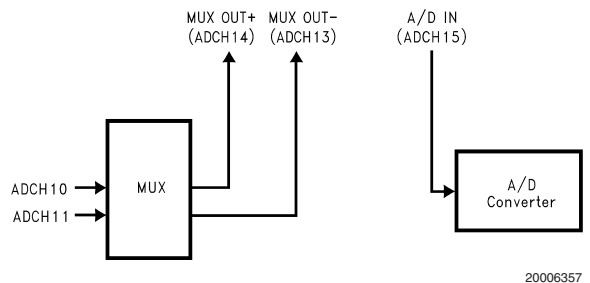 MUX OUT+ MUX OUT- A/D IN
(ADCH14) (ADCH13) (ADCH15)
ADCH10
ADCH11
MUX
A/D
Converter
20006357